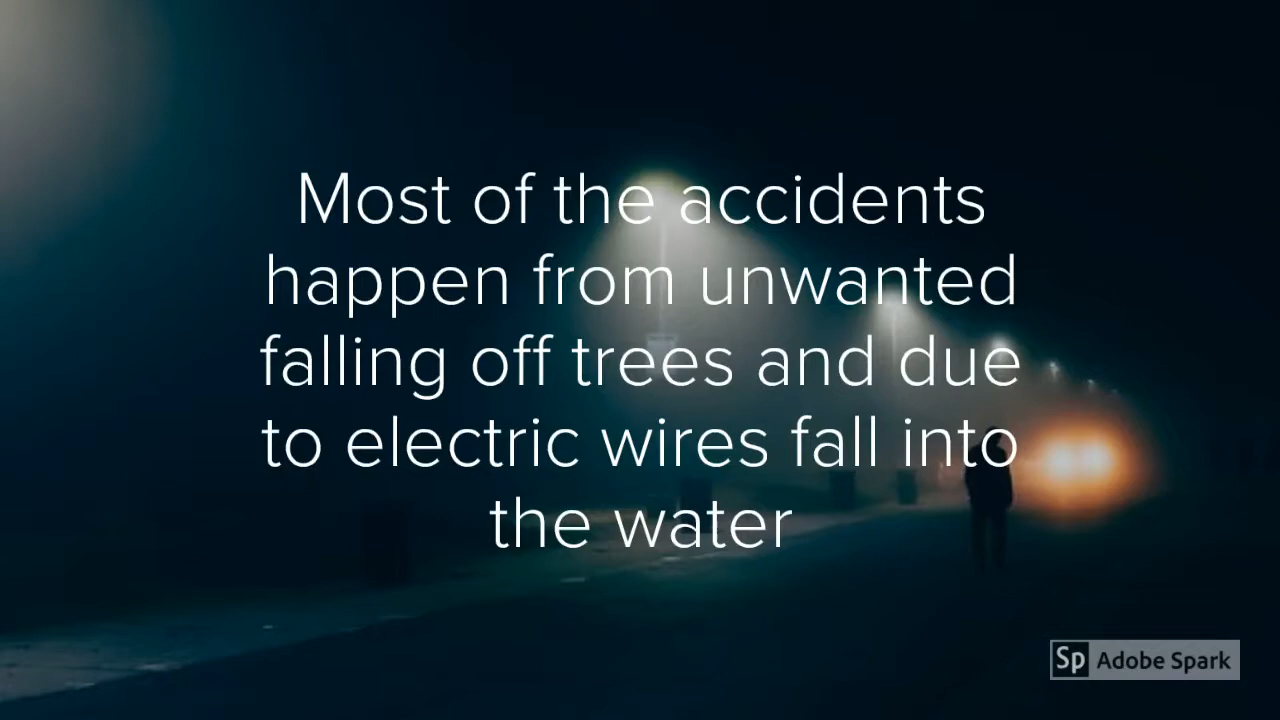 Most of the accidents
happen from unwanted
falling off trees and due
to electric wires fall into
the water
Sp Adobe Spark